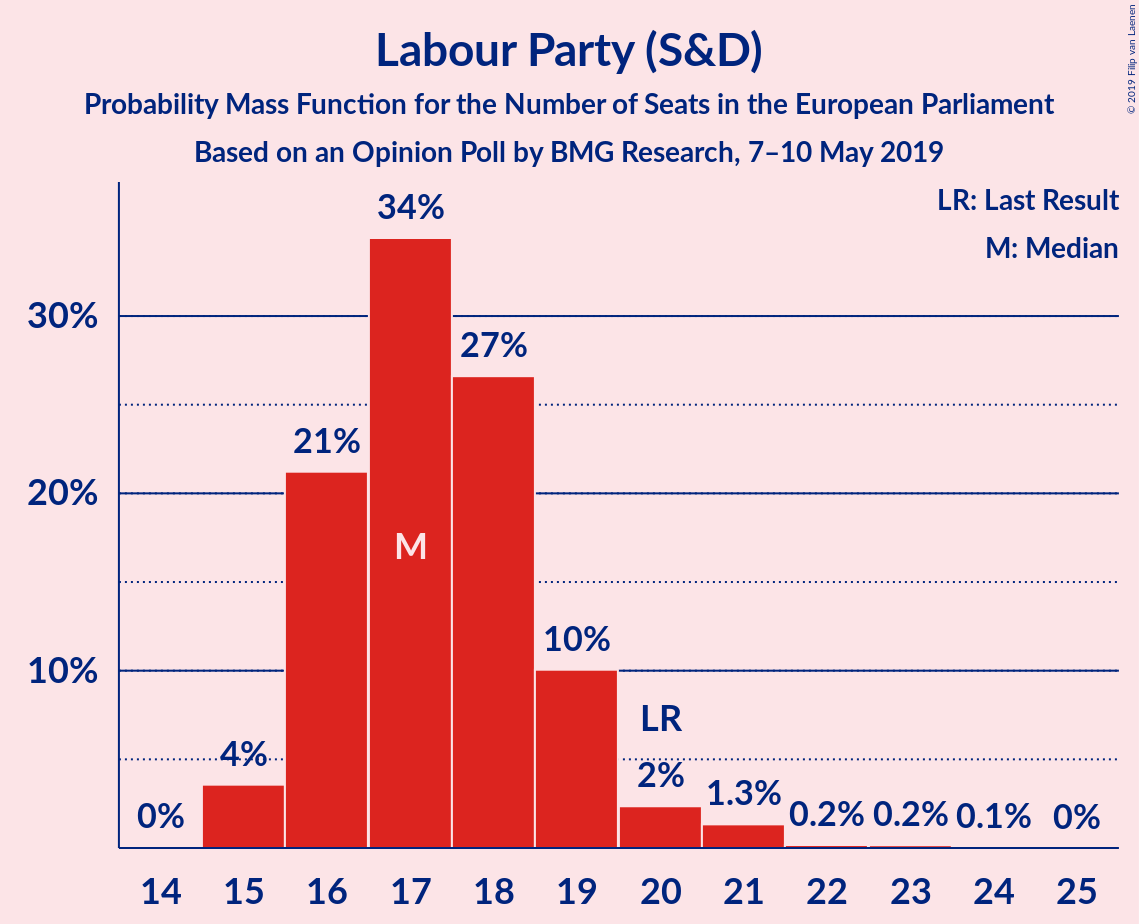 Labour Party (S&D)
Probability Mass Function for the Number of Seats in the European Parliament
Based on an Opinion Poll by BMG Research, 7–10 May 2019
© 2019 Filip van Laenen
LR: Last Result
M: Median
34%
30%
27%
21%
20%
M
10%
10%
LR
4%
2%
1.3%
0%
0.2%
0.2%
0.1%
0%
14 15 16 17 18 19 20 21 22 23 24 25